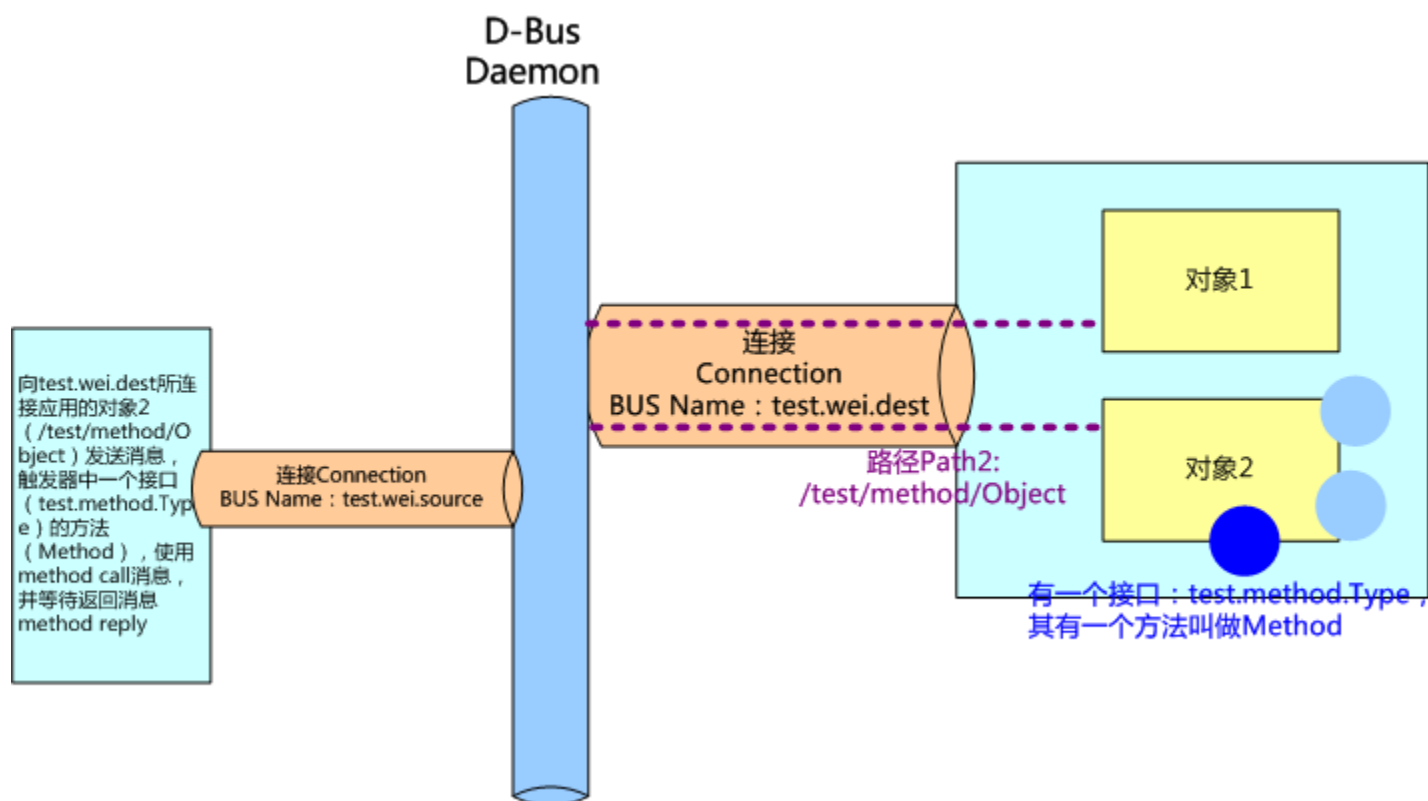 D-Bus
Daemon
对象1
连接
Connection
BUS Name：test.wei.dest
向test.wei.dest所连
接应用的对象2
（/test/method/O
bject）发送消息，
触发器中一个接口
（test.method.Typ
e）的方法
（Method），使用
method call消息，
并等待返回消息
method reply
连接Connection
BUS Name：test.wei.source
路径Path2:
/test/method/Object
对象2
有一个接口：test.method.Type，
其有一个方法叫做Method